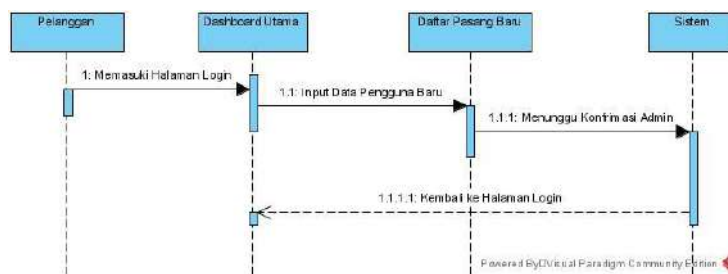 Pelanggan
Dashboard Utama
Daftar Pasang Baru
Sistem
1: Memasuki Halaman Login
1.1: Input Data Pengguna Baru
1.1.1: Menunggu Konfirmasi Admin
1.1.1.1: Kembali ke Halaman Login
Powered By Visual Paradigm Community Edition